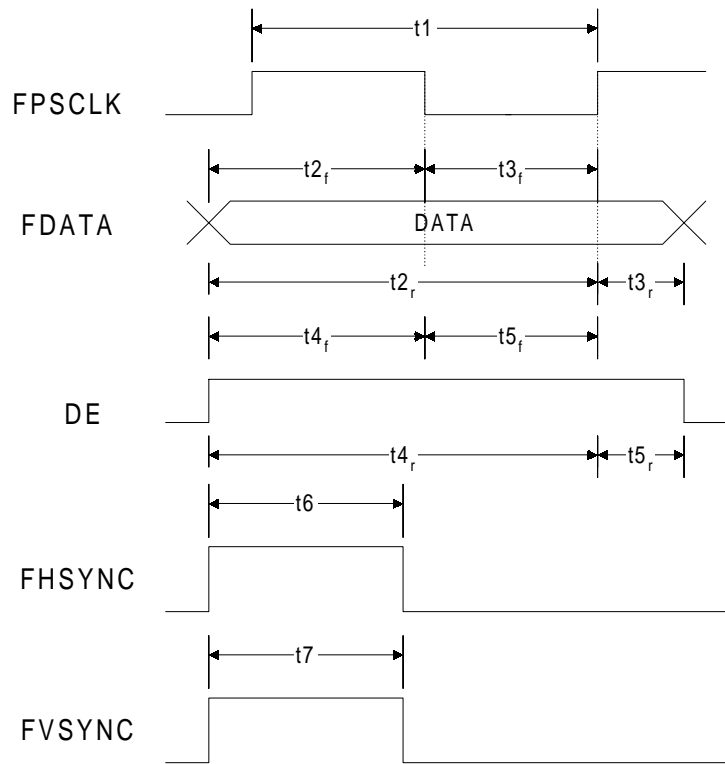 t1
FPSCLK
t2f t3f
FDATA DATA
t2r t3r
t4f t5f
DE
t4r t5r
t6
FHSYNC
t7
FVSYNC